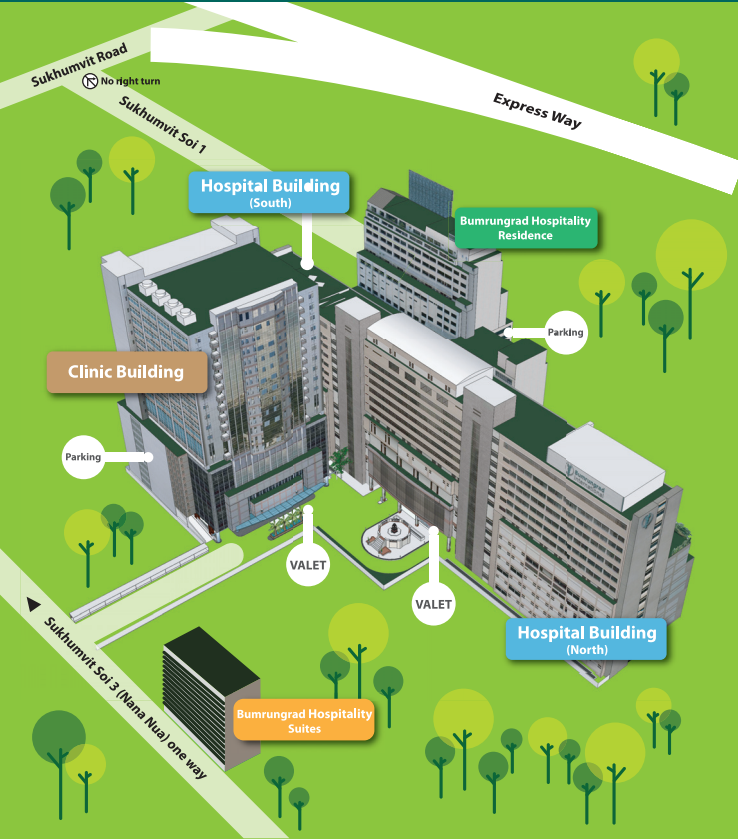 Sukhumvit Road
No right turn
Sukhumvit Soi 1
Express Way
Hospital Building
(South)
Bumrungrad Hospitality
Residence
Parking
Clinic Building
Parking
Bumrungrad
VALET
VALET
Hospital Building
(North)
Sukhumvit Soi 3 (Nana Nua) one way
Bumrungrad Hospitality
Suites